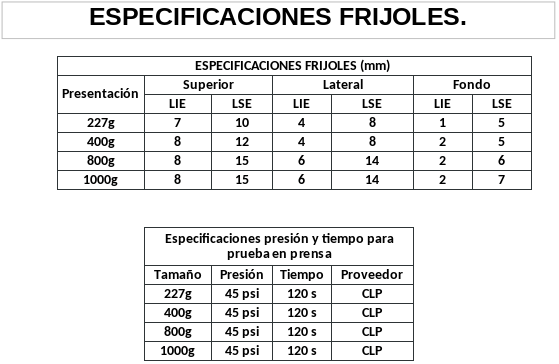 ESPECIFICACIONES FRIJOLES.
ESPECIFICACIONES FRIJOLES (mm)
Presentación Superior Lateral Fondo
LIE LSE LIE LSE LIE LSE
227g 7 10 4 8 1 5
400g 8 12 4 8 2 5
800g 8 15 6 14 2 6
1000g 8 15 6 14 2 7
Especificaciones presión y tiempo para
prueba en prensa
Tamaño Presión Tiempo Proveedor
227g 45 psi 120 s CLP
400g 45 psi 120 s CLP
800g 45 psi 120 s CLP
1000g 45 psi 120 s CLP